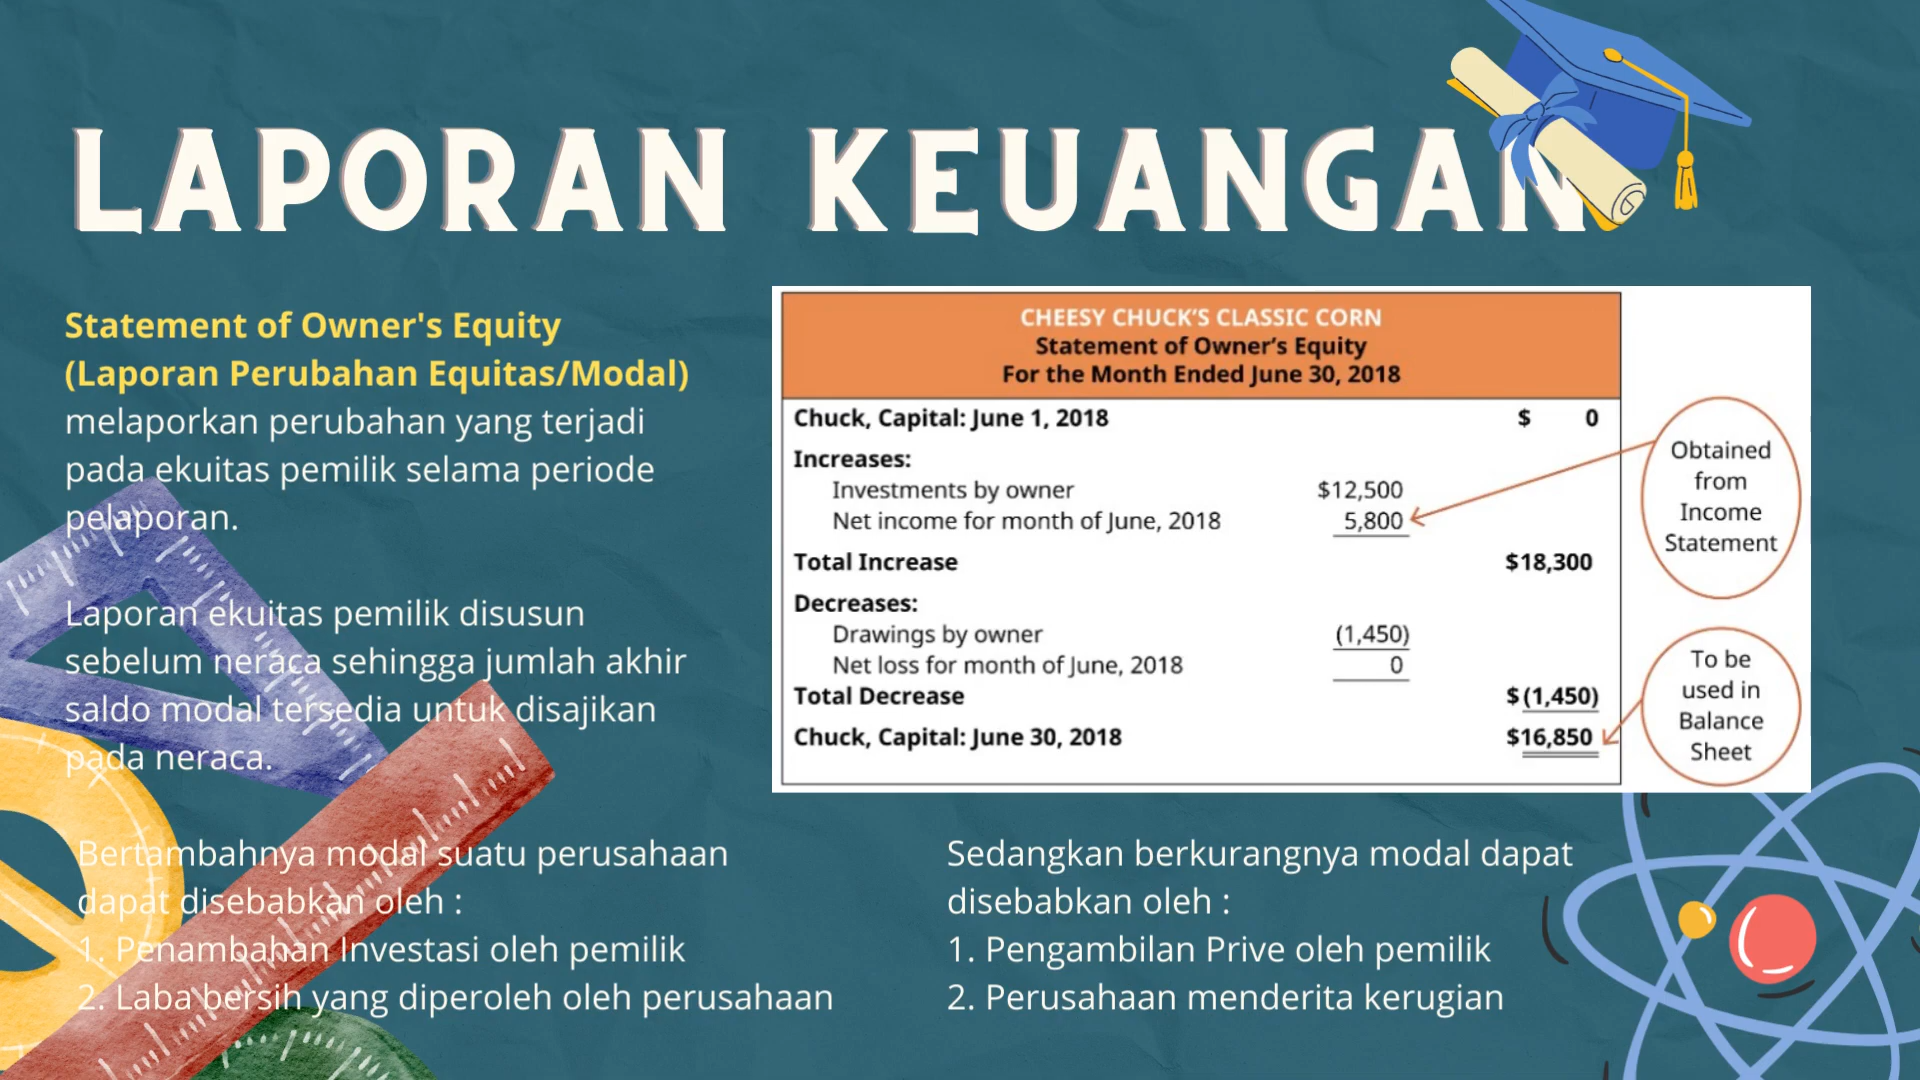 LAPORAN KEUANGAN
Statement of Owner's Equity
(Laporan Perubahan Equitas/Modal)
melaporkan perubahan yang terjadi
pada ekuitas pemilik selama periode
pelaporan.
Laporan ekuitas pemilik disusun
sebelum neraca sehingga jumlah akhir
saldo modal tersedia untuk disajikan
pada neraca.
CHEESY CHUCK'S CLASSIC CORN
Statement of Owner's Equity
For the Month Ended June 30, 2018
Chuck, Capital: June 1, 2018 $ 0
Increases:
Investments by owner $12,500
Net income for month of June, 2018 5,800
Total Increase $18,300
Decreases:
Drawings by owner (1,450)
Net loss for month of June, 2018 0
Total Decrease $(1,450)
Chuck, Capital: June 30, 2018 $16,850
Obtained
from
Income
Statement
To be
used in
Balance
Sheet
Bertambahnya modal suatu perusahaan
dapat disebabkan oleh :
1. Penambahan Investasi oleh pemilik
2. Laba bersih yang diperoleh oleh perusahaan
Sedangkan berkurangnya modal dapat
disebabkan oleh :
1. Pengambilan Prive oleh pemilik
2. Perusahaan menderita kerugian